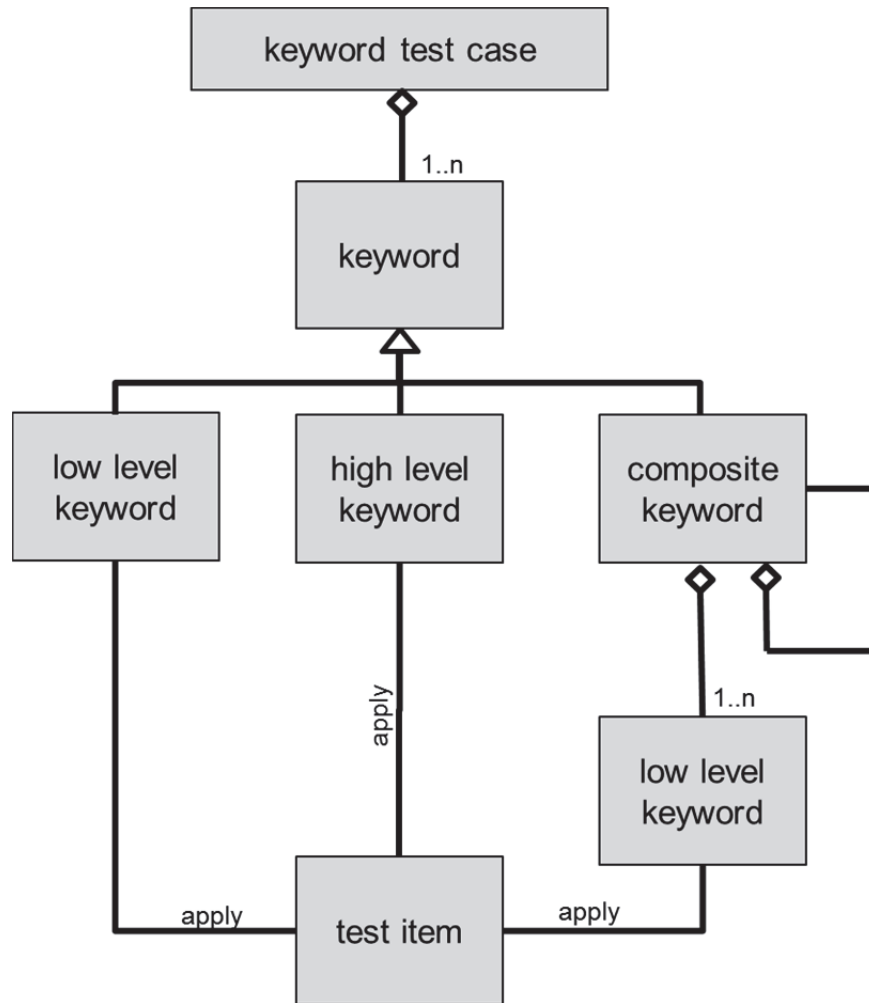 keyword test case
1..n
keyword
low level
keyword
high level
keyword
composite
keyword
apply
1..n
low level
keyword
apply
test item
apply